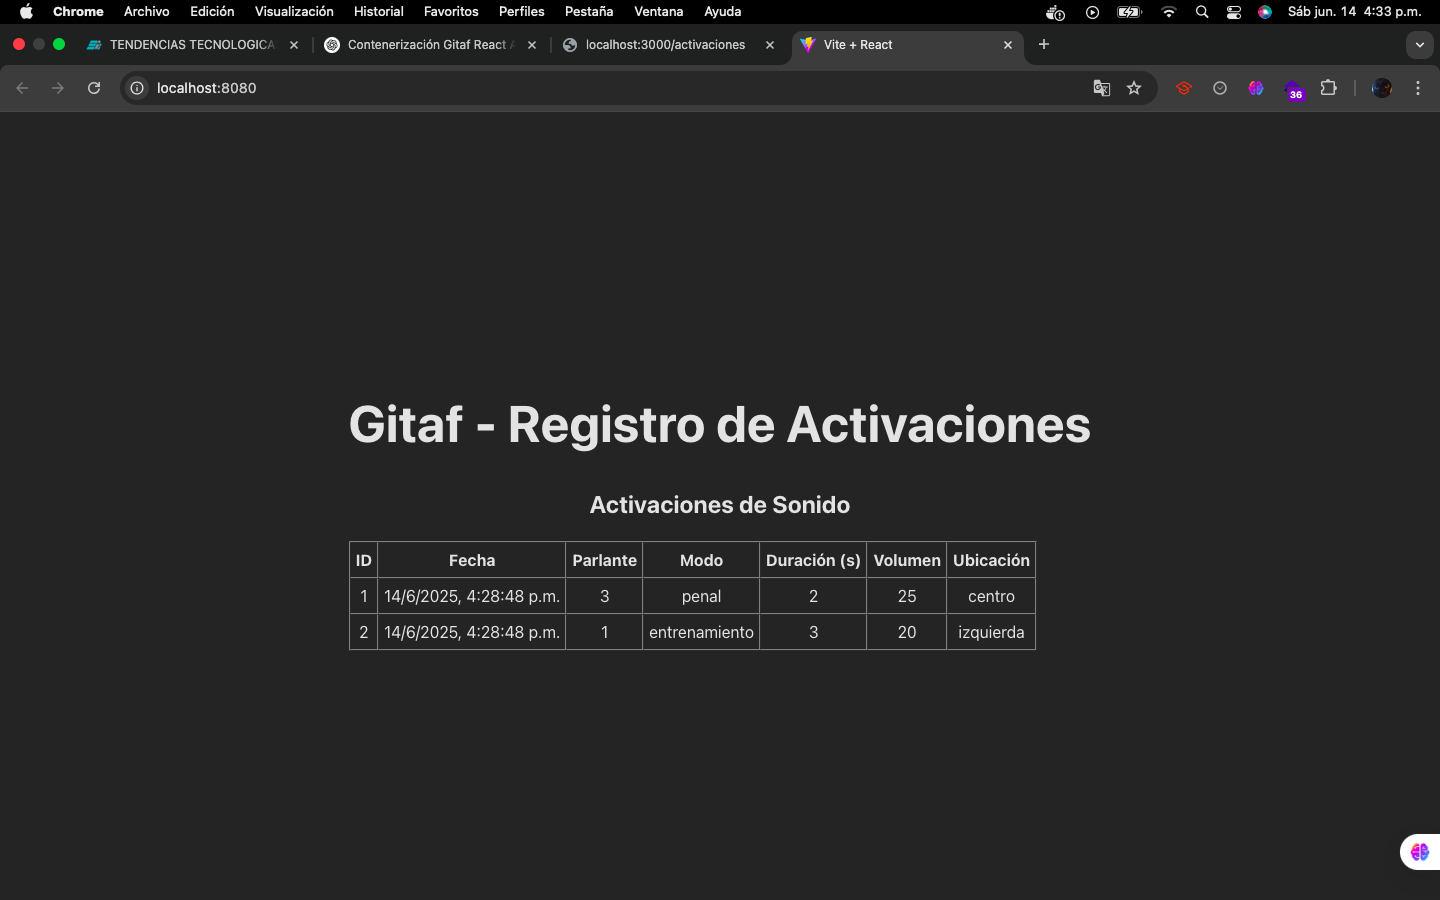 Chrome Archivo Edición Visualización Historial Favoritos Perfiles Pestaña Ventana Ayuda Sáb jun. 14 4:33 p.m.
TENDENCIAS TECNOLOGICA Contenerización Gitaf React localhost:3000/activaciones Vite + React
localhost:8080 36
Gitaf - Registro de Activaciones
Activaciones de Sonido
ID Fecha Parlante Modo Duración (s) Volumen Ubicación
1 14/6/2025, 4:28:48 p.m. 3 penal 2 25 centro
2 14/6/2025, 4:28:48 p.m. 1 entrenamiento 3 20 izquierda